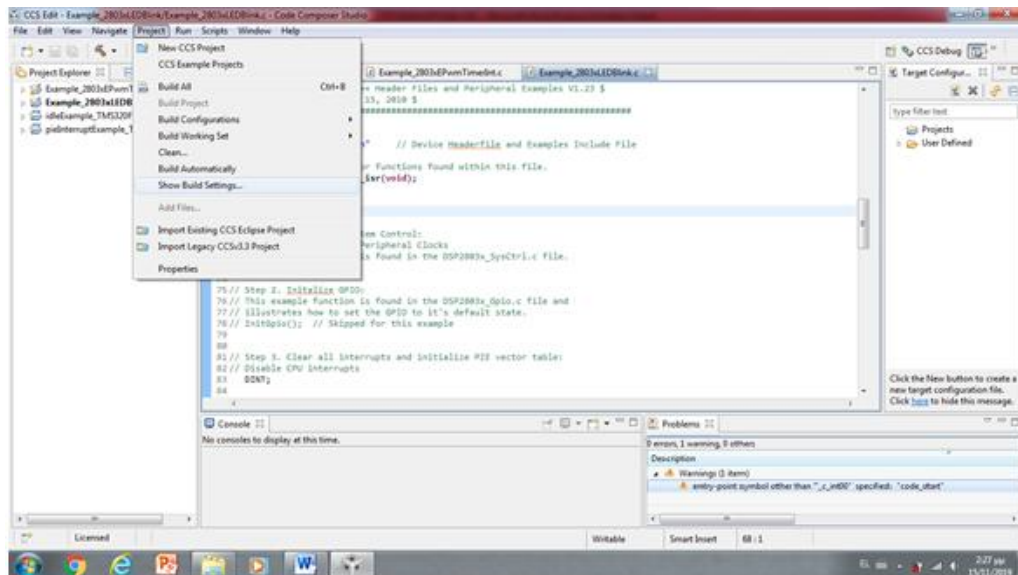 CCS Edit - Example_2803xLEDBlink/Example_2803xLEDBlink.c - Code Composer Studio
File Edit View Navigate Project Run Scripts Window Help
New CCS Project
CCS Example Projects
Build All Ctrl+B
Build Project
Build Configurations
Build Working Set
Clean...
Build Automatically
Show Build Settings...
Add Files...
Import Existing CCS Eclipse Project
Import Legacy CCSv3.3 Project
Properties
CCS Debug
Project Explorer
Example_2803xEPwmT
Example_2803xLEDB
idleExample_TMS320F
pieInterruptExample_T
Example_2803xEPwmTimerInt.c
Example_2803xLEDBlink.c
Header Files and Peripheral Examples V1.23 $
15, 2010 $
// Device Headerfile and Examples Include File
or functions found within this file.
_isr(void);
em Control:
Peripheral Clocks
is found in the DSP2803x_SysCtrl.c file.
75// Step 2. Initalize GPIO:
76// This example function is found in the DSP2803x_Gpio.c file and
77// illustrates how to set the GPIO to it's default state.
78// InitGpio(); // Skipped for this example
79
80
81// Step 3. Clear all interrupts and initialize PIE vector table:
82// Disable CPU interrupts
83 DINT;
84
Target Configur...
type filter text
Projects
User Defined
Click the New button to create a
new target configuration file.
Click here to hide this message.
Console
No consoles to display at this time.
Problems
0 errors, 1 warning, 0 others
Description
Warnings (1 item)
entry-point symbol other than "_c_int00" specified: "code_start"
Licensed
Writable
Smart Insert
68 : 1
EL
2:27 μμ
15/11/2016